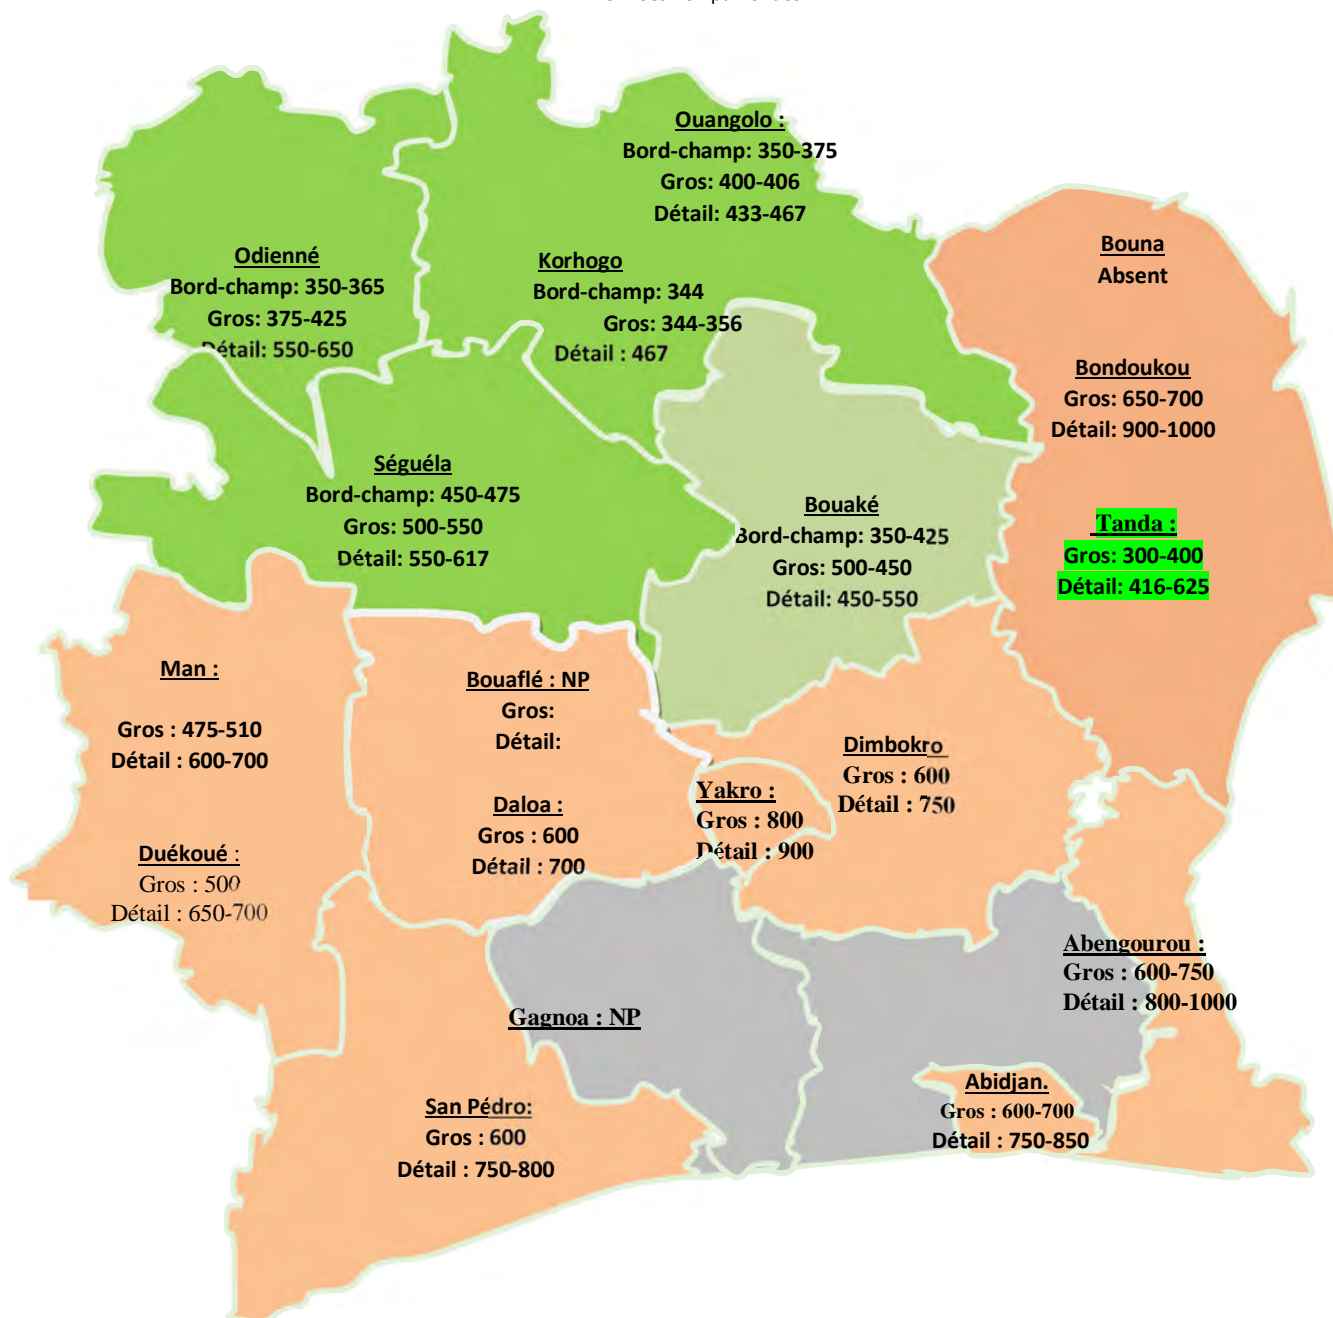 Ouangolo :
Bord-champ: 350-375
Gros: 400-406
Détail: 433-467
Odienné
Bord-champ: 350-365
Gros: 375-425
Détail: 550-650
Korhogo
Bord-champ: 344
Gros: 344-356
Détail : 467
Bouna
Absent
Bondoukou
Gros: 650-700
Détail: 900-1000
Séguéla
Bord-champ: 450-475
Gros: 500-550
Détail: 550-617
Bouaké
Bord-champ: 350-425
Gros: 500-450
Détail: 450-550
Tanda :
Gros: 300-400
Détail: 416-625
Man :
Gros : 475-510
Détail : 600-700
Bouaflé : NP
Gros:
Détail:
Dimbokro
Gros : 600
Détail : 750
Yakro :
Gros : 800
Détail : 900
Daloa :
Gros : 600
Détail : 700
Duékoué :
Gros : 500
Détail : 650-700
Abengourou :
Gros : 600-750
Détail : 800-1000
Gagnoa : NP
San Pédro:
Gros : 600
Détail : 750-800
Abidjan.
Gros : 600-700
Détail : 750-850